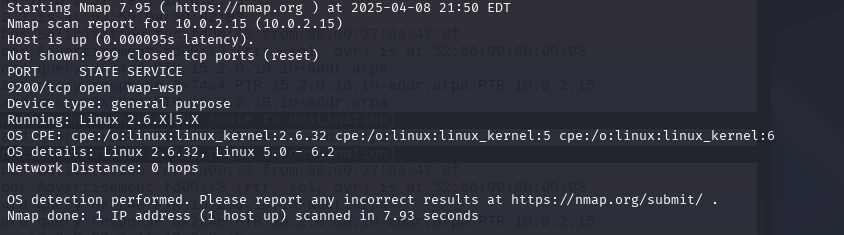 Starting Nmap 7.95 ( https://nmap.org ) at 2025-04-08 21:50 EDT
Nmap scan report for 10.0.2.15 (10.0.2.15)
Host is up (0.000095s latency).
Not shown: 999 closed tcp ports (reset)
PORT     STATE SERVICE
9200/tcp open  wap-wsp
Device type: general purpose
Running: Linux 2.6.X|5.X
OS CPE: cpe:/o:linux:linux_kernel:2.6.32 cpe:/o:linux:linux_kernel:5 cpe:/o:linux:linux_kernel:6
OS details: Linux 2.6.32, Linux 5.0 - 6.2
Network Distance: 0 hops

OS detection performed. Please report any incorrect results at https://nmap.org/submit/ .
Nmap done: 1 IP address (1 host up) scanned in 7.93 seconds